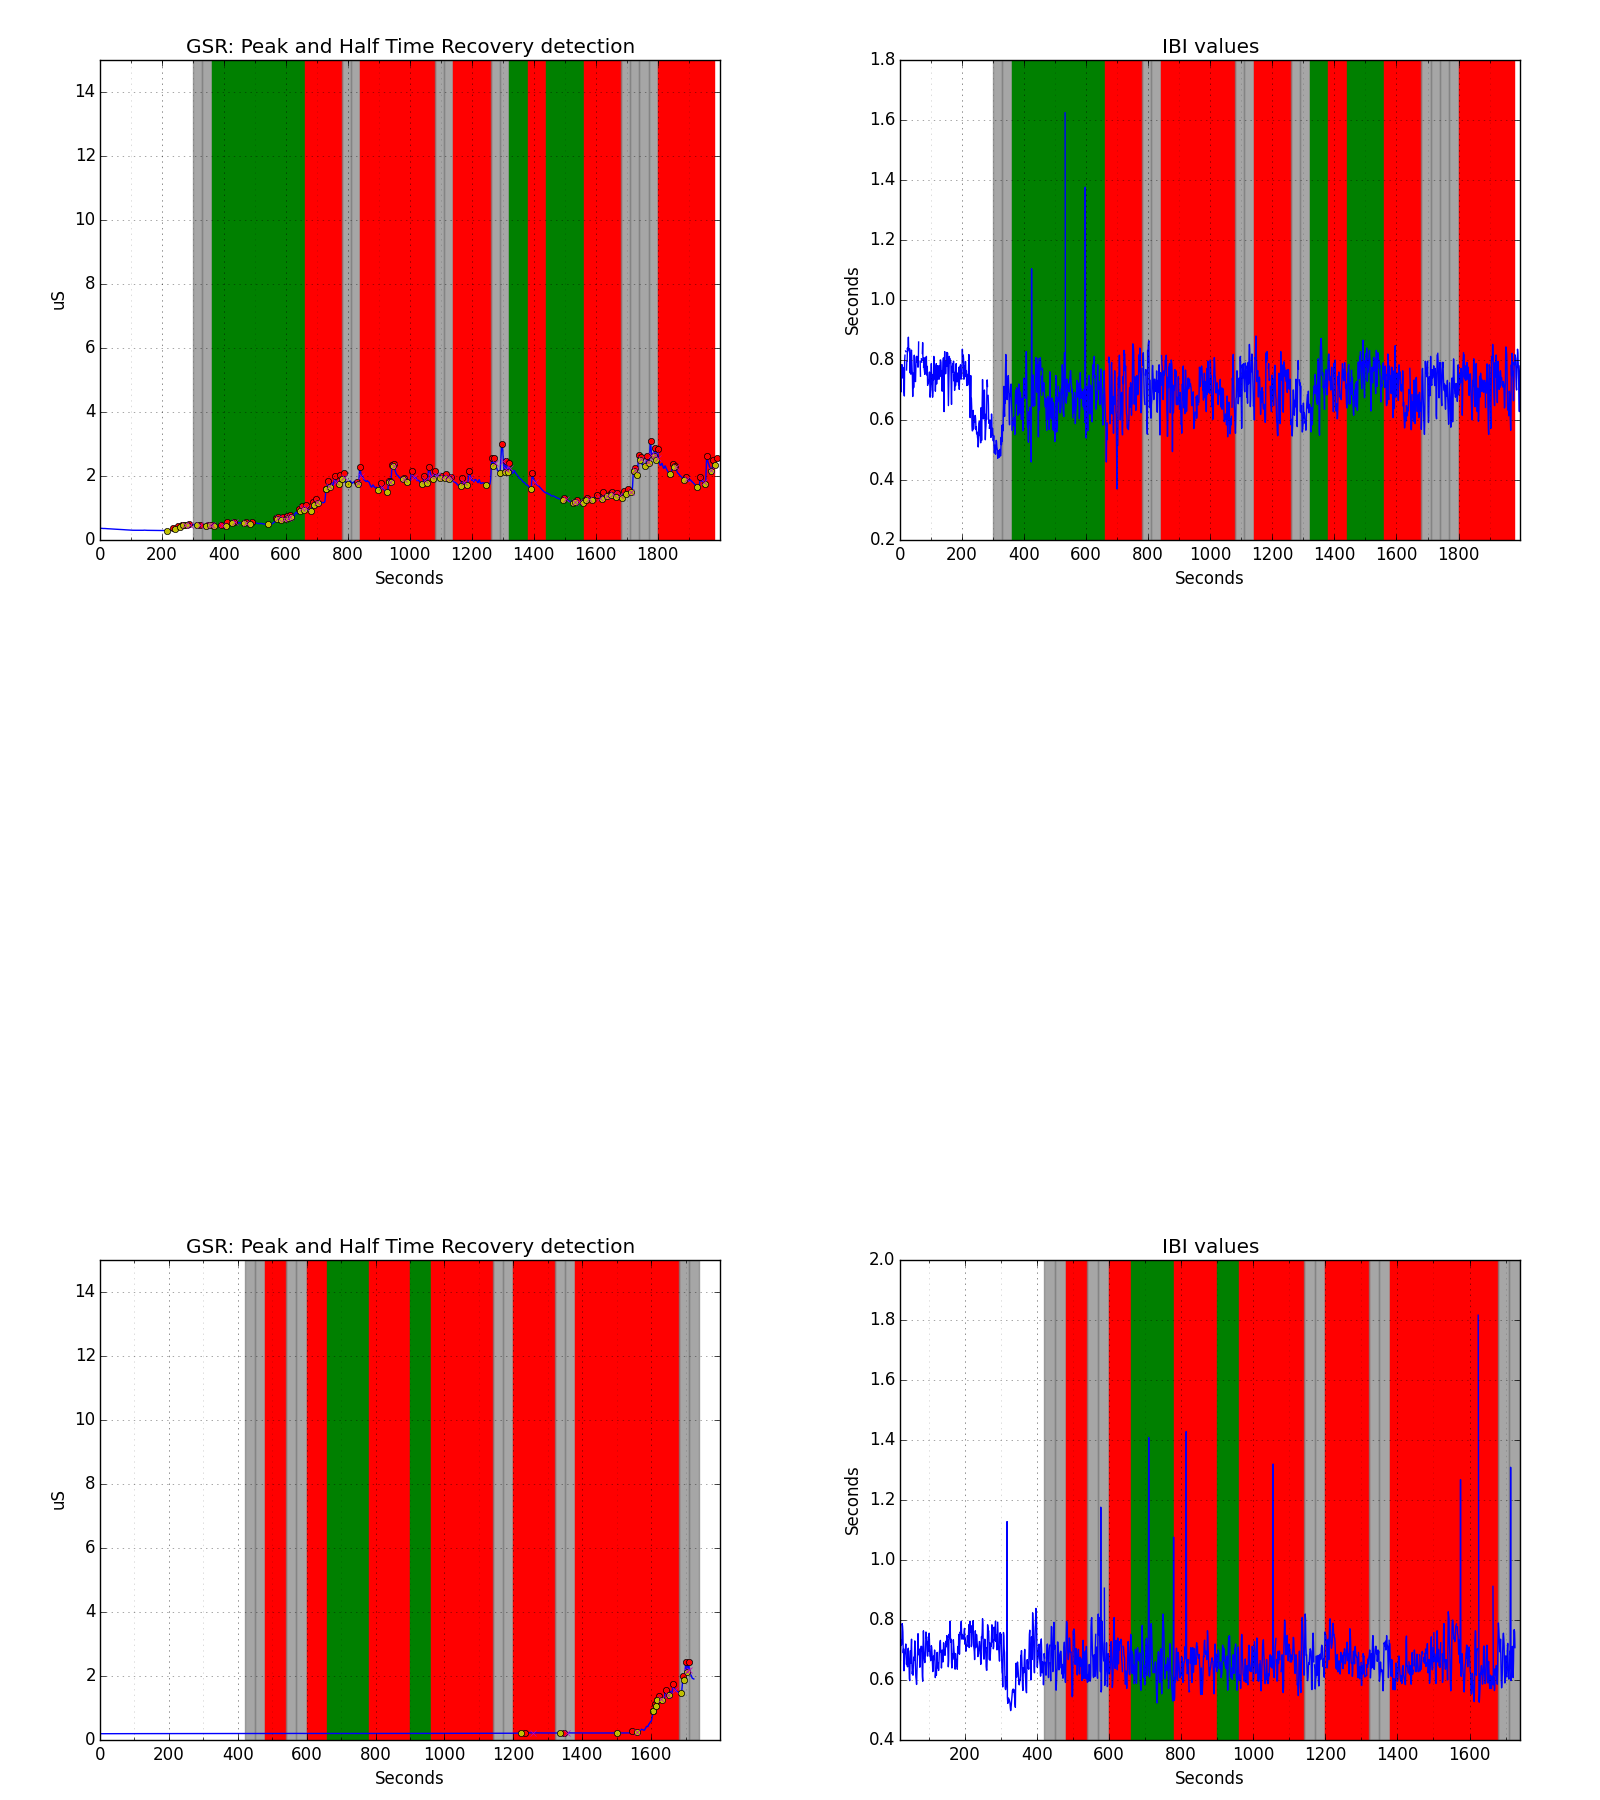 GSR: Peak and Half Time Recovery detection
14
12
10
8
6
4
2
0
uS
0 200 400 600 800 1000 1200 1400 1600 1800
Seconds
IBI values
1.8
1.6
1.4
1.2
1.0
0.8
0.6
0.4
0.2
Seconds
0 200 400 600 800 1000 1200 1400 1600 1800
Seconds
GSR: Peak and Half Time Recovery detection
14
12
10
8
6
4
2
0
uS
0 200 400 600 800 1000 1200 1400 1600
Seconds
IBI values
2.0
1.8
1.6
1.4
1.2
1.0
0.8
0.6
0.4
Seconds
200 400 600 800 1000 1200 1400 1600
Seconds